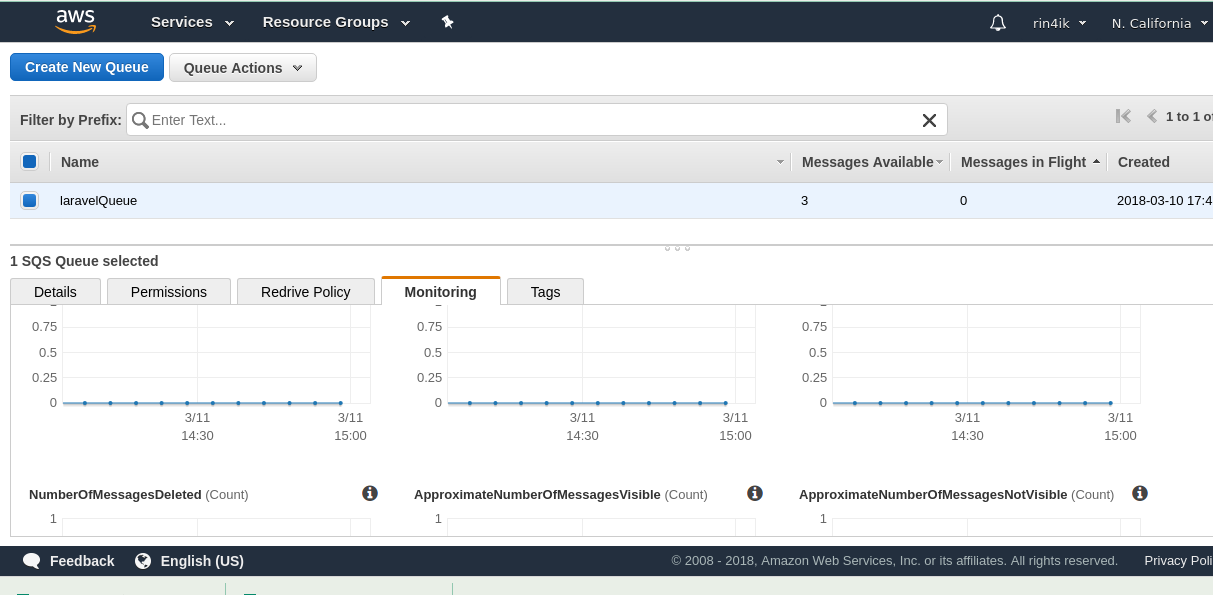 aws Services Resource Groups rin4ik N. California
Create New Queue Queue Actions
Filter by Prefix: Enter Text... 1 to 1 of
Name Messages Available Messages in Flight Created
laravelQueue 3 0 2018-03-10 17:4
1 SQS Queue selected
Details Permissions Redrive Policy Monitoring Tags
0.75 0.75 0.75
0.5 0.5 0.5
0.25 0.25 0.25
0 0 0
3/11 3/11 3/11 3/11 3/11 3/11
14:30 15:00 14:30 15:00 14:30 15:00
NumberOfMessagesDeleted (Count) ApproximateNumberOfMessagesVisible (Count) ApproximateNumberOfMessagesNotVisible (Count)
1 1 1
Feedback English (US) © 2008 - 2018, Amazon Web Services, Inc. or its affiliates. All rights reserved. Privacy Poli